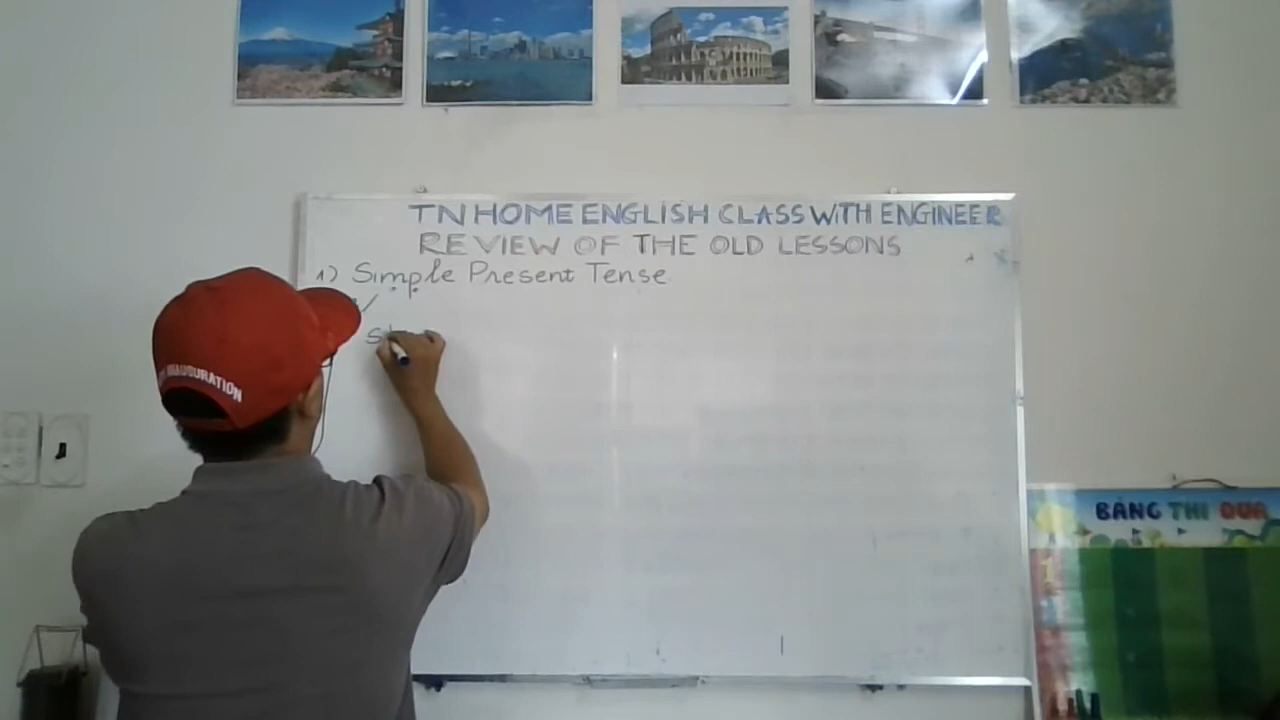 TN HOME ENGLISH CLASS WITH ENGINEER
REVIEW OF THE OLD LESSONS
1) Simple Present Tense
INAUGURATION
BẢNG THI ĐUA